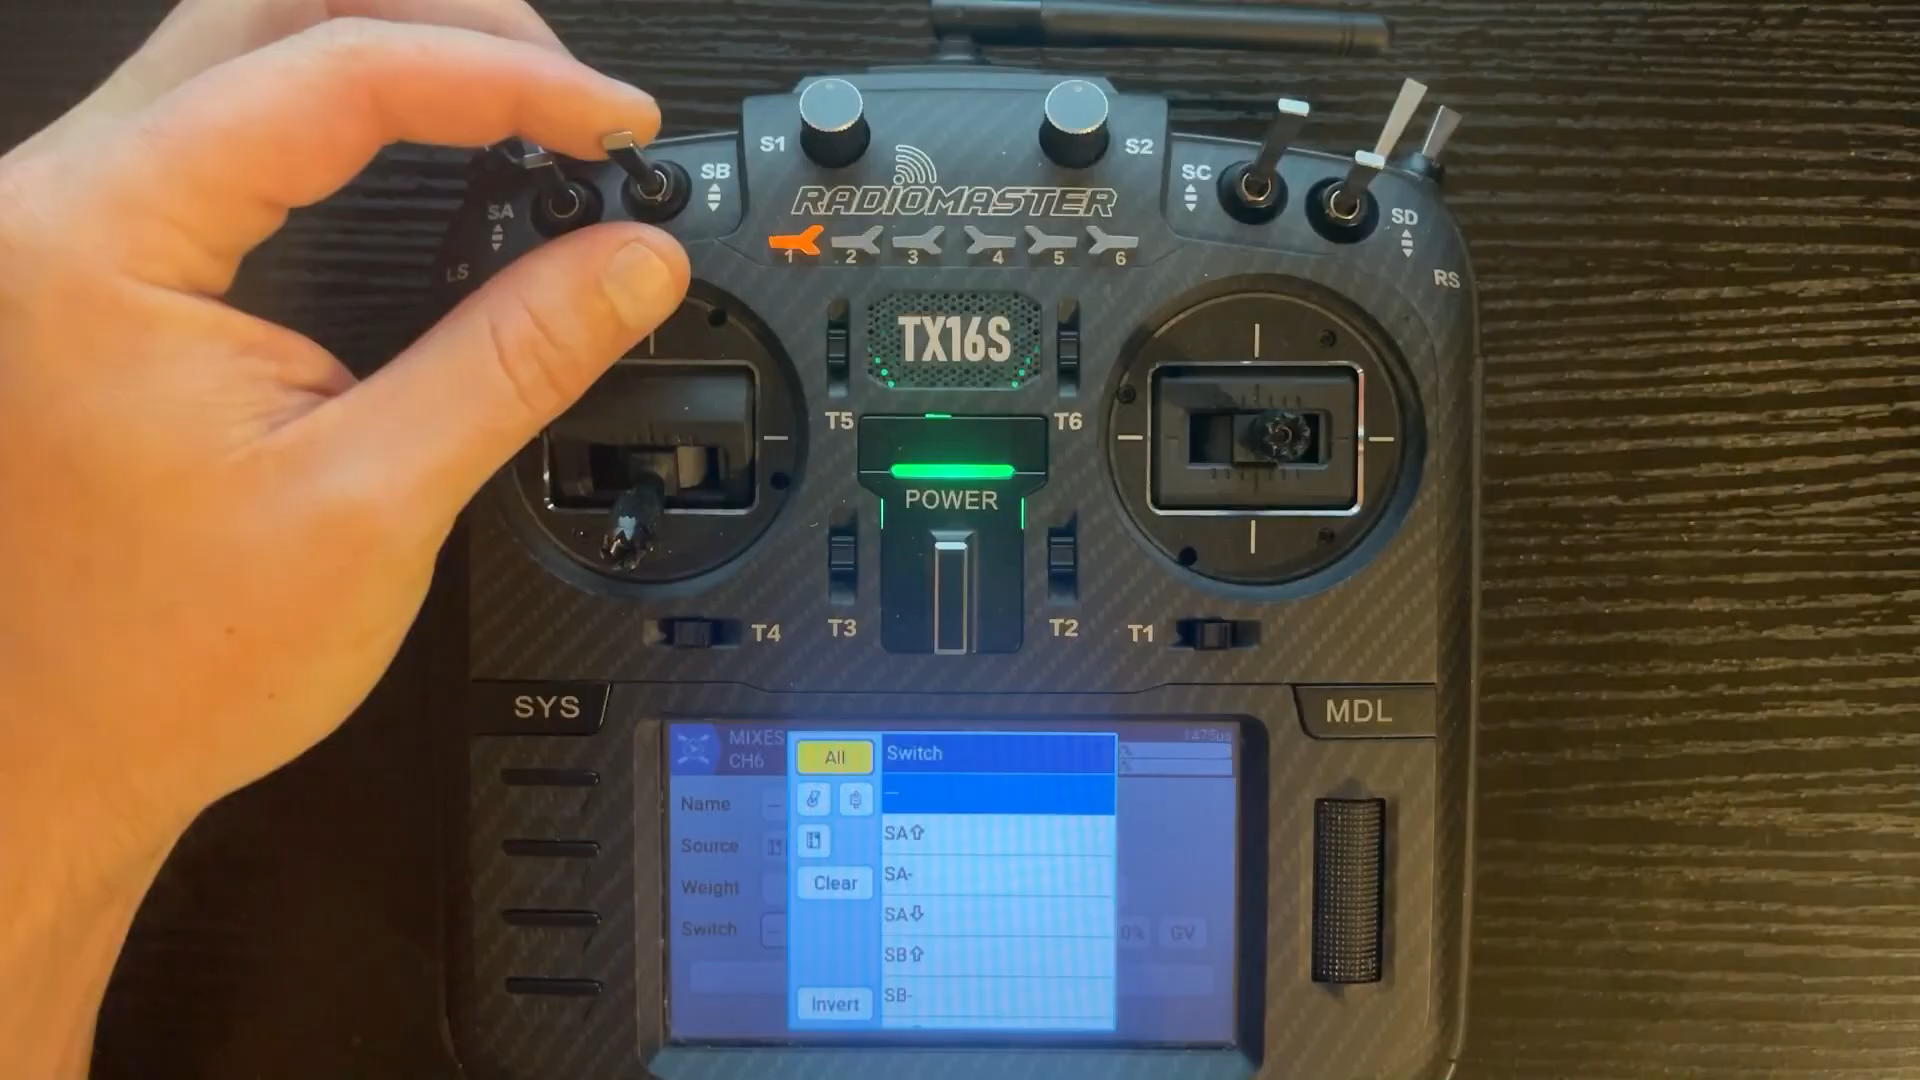 S1
S2
SB
SC
SA
SD
LS
RS
RADIOMASTER
1 2 3 4 5 6
TX16S
T5
T6
POWER
T4
T3
T2
T1
SYS
MDL
MIXES
CH6
1475us
All
Switch
—
%
%
Name
SA⇧
Source
SA-
Weight
Clear
SA⇩
Switch
0%
GV
SB⇧
SB-
Invert